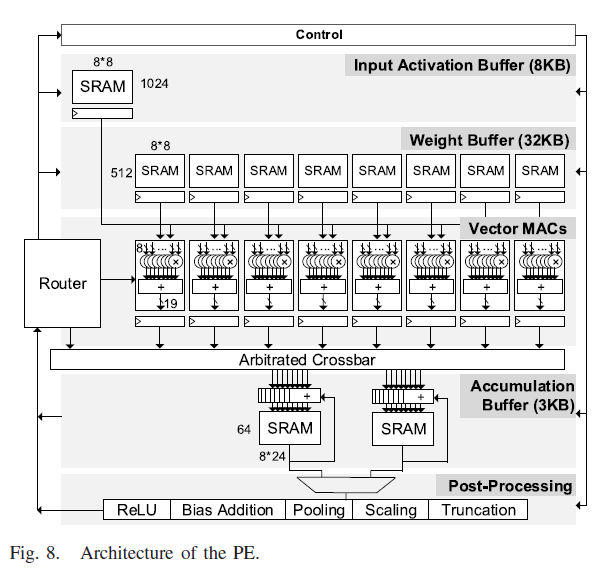 Control
Input Activation Buffer (8KB)
8*8
SRAM
1024
Weight Buffer (32KB)
8*8
512
SRAM SRAM SRAM SRAM SRAM SRAM SRAM SRAM
Vector MACs
8
... ... ... ... ... ... ... ...
× × × × × × × ×
+ + + + + + + +
19
Router
Arbitrated Crossbar
Accumulation
Buffer (3KB)
+ +
64
SRAM SRAM
8*24
Post-Processing
ReLU Bias Addition Pooling Scaling Truncation
Fig. 8. Architecture of the PE.